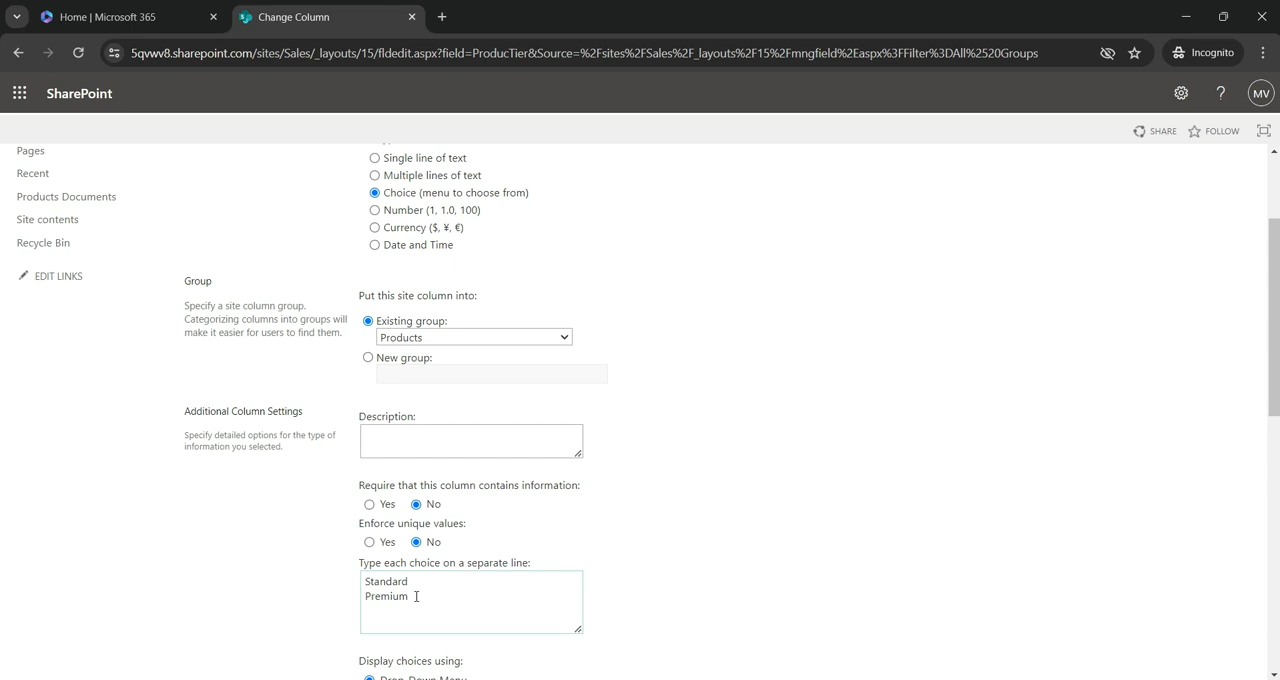 Home | Microsoft 365
Change Column
5qvwv8.sharepoint.com/sites/Sales/_layouts/15/fldedit.aspx?field=ProducTier&Source=%2Fsites%2FSales%2F_layouts%2F15%2Fmngfield%2Easpx%3FFilter%3DAll%2520Groups
Incognito
SharePoint
MV
SHARE
FOLLOW
Pages
Recent
Products Documents
Site contents
Recycle Bin
EDIT LINKS
Single line of text
Multiple lines of text
Choice (menu to choose from)
Number (1, 1.0, 100)
Currency ($, ¥, €)
Date and Time
Group
Specify a site column group.
Categorizing columns into groups will
make it easier for users to find them.
Put this site column into:
Existing group:
Products
New group:
Additional Column Settings
Specify detailed options for the type of
information you selected.
Description:
Require that this column contains information:
Yes No
Enforce unique values:
Yes No
Type each choice on a separate line:
Standard
Premium
Display choices using:
Drop-Down Menu